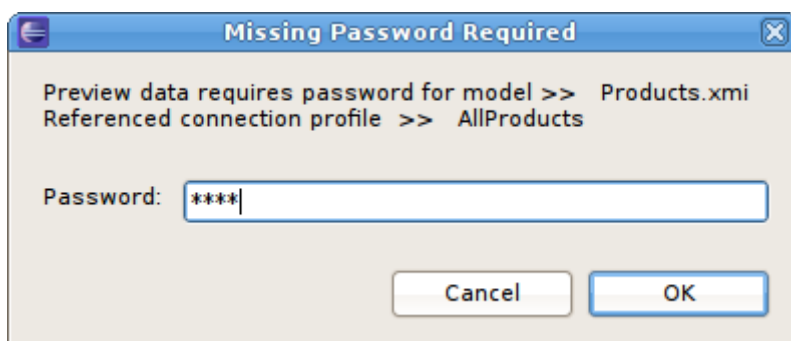 Missing Password Required
Preview data requires password for model >> Products.xmi
Referenced connection profile >> AllProducts
Password: ****
Cancel OK